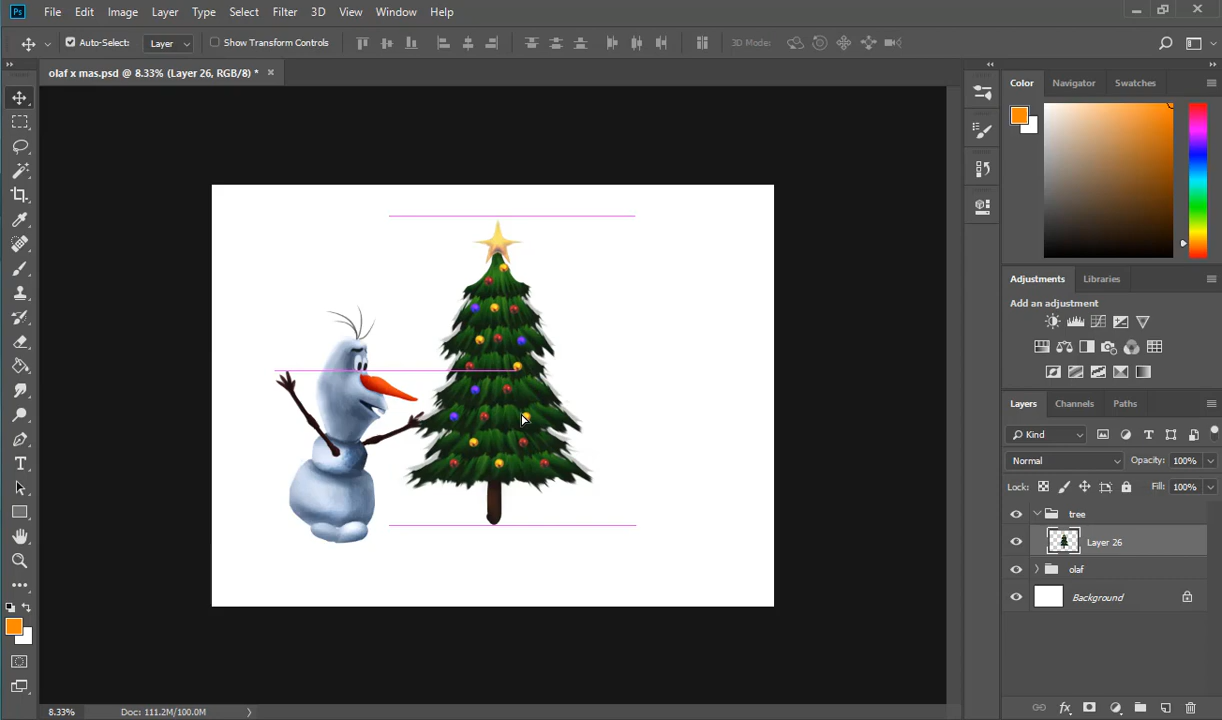 Ps File Edit Image Layer Type Select Filter 3D View Window Help
Auto-Select: Layer Show Transform Controls 3D Mode:
olaf x mas.psd @ 8.33% (Layer 26, RGB/8) *
Color Navigator Swatches
Adjustments Libraries
Add an adjustment
Layers Channels Paths
Kind
Normal Opacity: 100%
Lock: Fill: 100%
tree
Layer 26
olaf
Background
8.33% Doc: 111.2M/100.0M